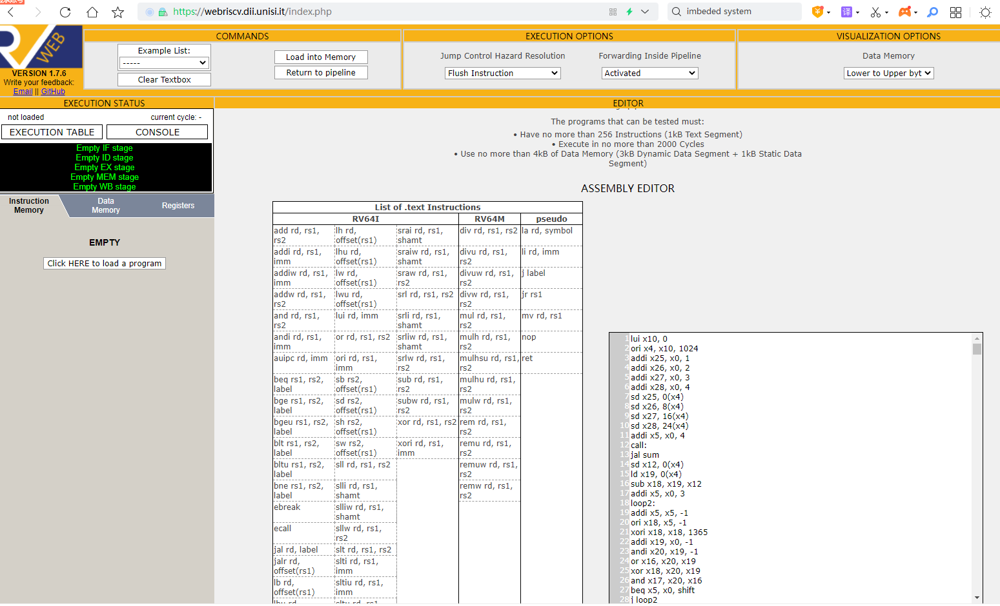 https://webriscv.dii.unisi.it/index.php
imbeded system
译
WEB
VERSION 1.7.6
Write your feedback:
Email || GitHub
COMMANDS
Example List:
-----
Clear Textbox
Load into Memory
Return to pipeline
EXECUTION OPTIONS
Jump Control Hazard Resolution
Flush Instruction
Forwarding Inside Pipeline
Activated
VISUALIZATION OPTIONS
Data Memory
Lower to Upper byt
EXECUTION STATUS
not loaded
current cycle: -
EXECUTION TABLE
CONSOLE
Empty IF stage
Empty ID stage
Empty EX stage
Empty MEM stage
Empty WB stage
Instruction
Memory
Data
Memory
Registers
EMPTY
Click HERE to load a program
EDITOR
The programs that can be tested must:
• Have no more than 256 Instructions (1kB Text Segment)
• Execute in no more than 2000 Cycles
• Use no more than 4kB of Data Memory (3kB Dynamic Data Segment + 1kB Static Data
Segment)
ASSEMBLY EDITOR
List of .text Instructions
RV64I
RV64M
pseudo
add rd, rs1,
rs2
addi rd, rs1,
imm
addiw rd, rs1,
imm
addw rd, rs1,
rs2
and rd, rs1,
rs2
andi rd, rs1,
imm
auipc rd, imm
beq rs1, rs2,
label
bge rs1, rs2,
label
bgeu rs1, rs2,
label
blt rs1, rs2,
label
bltu rs1, rs2,
label
bne rs1, rs2,
label
ebreak
ecall
jal rd, label
jalr rd,
offset(rs1)
lb rd,
offset(rs1)
lbu rd,
lh rd,
offset(rs1)
lhu rd,
offset(rs1)
lw rd,
offset(rs1)
lwu rd,
offset(rs1)
lui rd, imm
or rd, rs1, rs2
ori rd, rs1,
imm
sb rs2,
offset(rs1)
sd rs2,
offset(rs1)
sh rs2,
offset(rs1)
sw rs2,
offset(rs1)
sll rd, rs1, rs2
slli rd, rs1,
shamt
slliw rd, rs1,
shamt
sllw rd, rs1,
rs2
slt rd, rs1, rs2
slti rd, rs1,
imm
sltiu rd, rs1,
imm
sltu rd, rs1,
srai rd, rs1,
shamt
sraiw rd, rs1,
shamt
sraw rd, rs1,
rs2
srl rd, rs1, rs2
srli rd, rs1,
shamt
srliw rd, rs1,
shamt
srlw rd, rs1,
rs2
sub rd, rs1,
rs2
subw rd, rs1,
rs2
xor rd, rs1, rs2
xori rd, rs1,
imm
div rd, rs1, rs2
divu rd, rs1,
rs2
divuw rd, rs1,
rs2
divw rd, rs1,
rs2
mul rd, rs1,
rs2
mulh rd, rs1,
rs2
mulhsu rd, rs1,
rs2
mulhu rd, rs1,
rs2
mulw rd, rs1,
rs2
rem rd, rs1,
rs2
remu rd, rs1,
rs2
remuw rd, rs1,
rs2
remw rd, rs1,
rs2
la rd, symbol
li rd, imm
j label
jr rs1
mv rd, rs1
nop
ret
1 lui x10, 0
2 ori x4, x10, 1024
3 addi x25, x0, 1
4 addi x26, x0, 2
5 addi x27, x0, 3
6 addi x28, x0, 4
7 sd x25, 0(x4)
8 sd x26, 8(x4)
9 sd x27, 16(x4)
10 sd x28, 24(x4)
11 addi x5, x0, 4
12 call:
13 jal sum
14 sd x12, 0(x4)
15 ld x19, 0(x4)
16 sub x18, x19, x12
17 addi x5, x0, 3
18 loop2:
19 addi x5, x5, -1
20 ori x18, x5, -1
21 xori x18, x18, 1365
22 addi x19, x0, -1
23 andi x20, x19, -1
24 or x16, x20, x19
25 xor x18, x20, x19
26 and x17, x20, x16
27 beq x5, x0, shift
28 j loop2